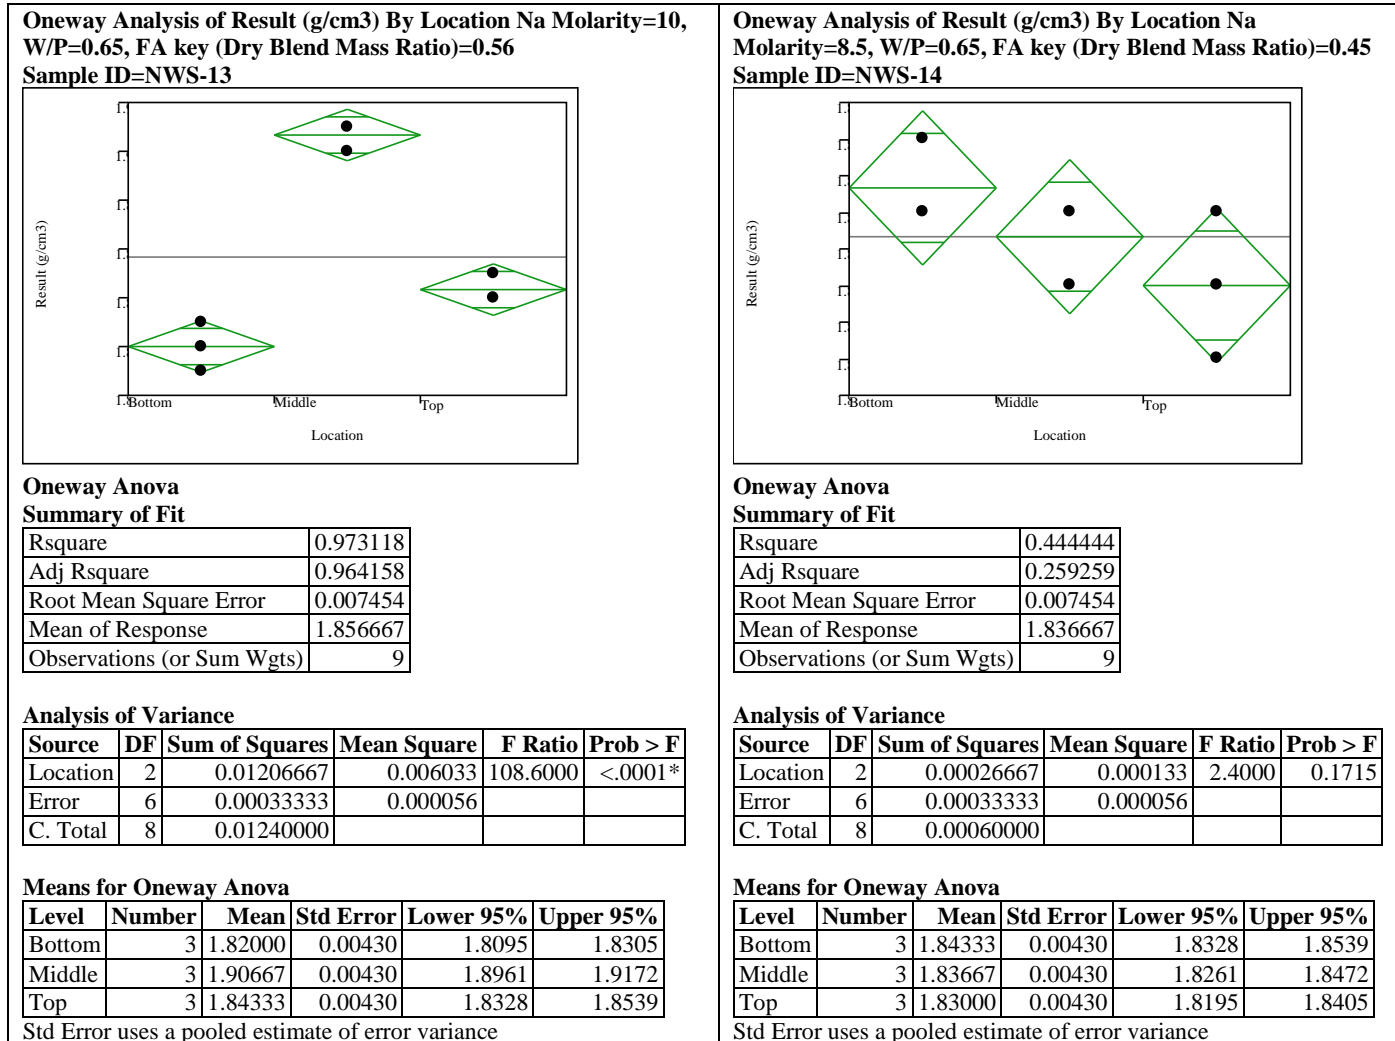 Oneway Analysis of Result (g/cm3) By Location Na Molarity=10,
W/P=0.65, FA key (Dry Blend Mass Ratio)=0.56
Sample ID=NWS-13
Result (g/cm3)
Bottom Middle Top
Location
Oneway Anova
Summary of Fit
Rsquare 0.973118
Adj Rsquare 0.964158
Root Mean Square Error 0.007454
Mean of Response 1.856667
Observations (or Sum Wgts) 9
Analysis of Variance
Source DF Sum of Squares Mean Square F Ratio Prob > F
Location 2 0.01206667 0.006033 108.6000 <.0001*
Error 6 0.00033333 0.000056
C. Total 8 0.01240000
Means for Oneway Anova
Level Number Mean Std Error Lower 95% Upper 95%
Bottom 3 1.82000 0.00430 1.8095 1.8305
Middle 3 1.90667 0.00430 1.8961 1.9172
Top 3 1.84333 0.00430 1.8328 1.8539
Std Error uses a pooled estimate of error variance
Oneway Analysis of Result (g/cm3) By Location Na
Molarity=8.5, W/P=0.65, FA key (Dry Blend Mass Ratio)=0.45
Sample ID=NWS-14
Result (g/cm3)
Bottom Middle Top
Location
Oneway Anova
Summary of Fit
Rsquare 0.444444
Adj Rsquare 0.259259
Root Mean Square Error 0.007454
Mean of Response 1.836667
Observations (or Sum Wgts) 9
Analysis of Variance
Source DF Sum of Squares Mean Square F Ratio Prob > F
Location 2 0.00026667 0.000133 2.4000 0.1715
Error 6 0.00033333 0.000056
C. Total 8 0.00060000
Means for Oneway Anova
Level Number Mean Std Error Lower 95% Upper 95%
Bottom 3 1.84333 0.00430 1.8328 1.8539
Middle 3 1.83667 0.00430 1.8261 1.8472
Top 3 1.83000 0.00430 1.8195 1.8405
Std Error uses a pooled estimate of error variance